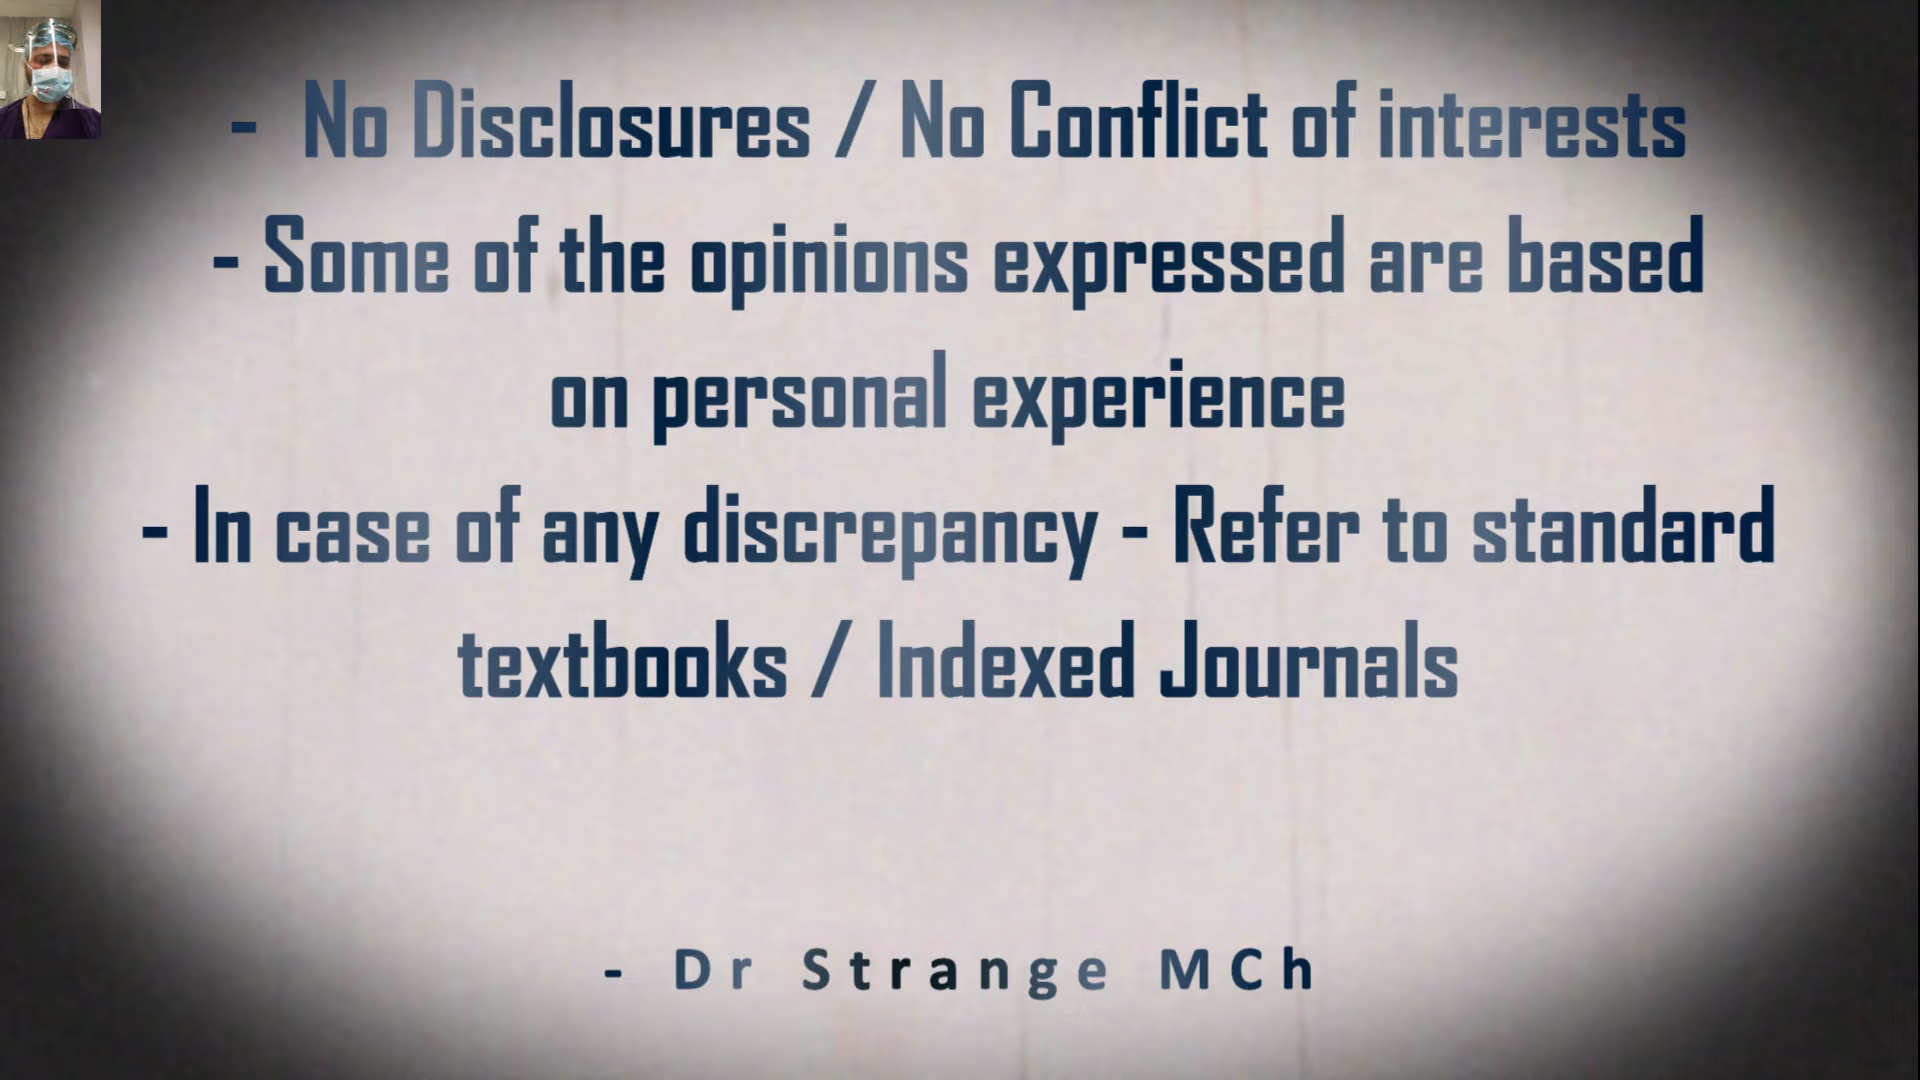 - No Disclosures / No Conflict of interests
- Some of the opinions expressed are based
on personal experience
- In case of any discrepancy - Refer to standard
textbooks / Indexed Journals
- Dr Strange MCh